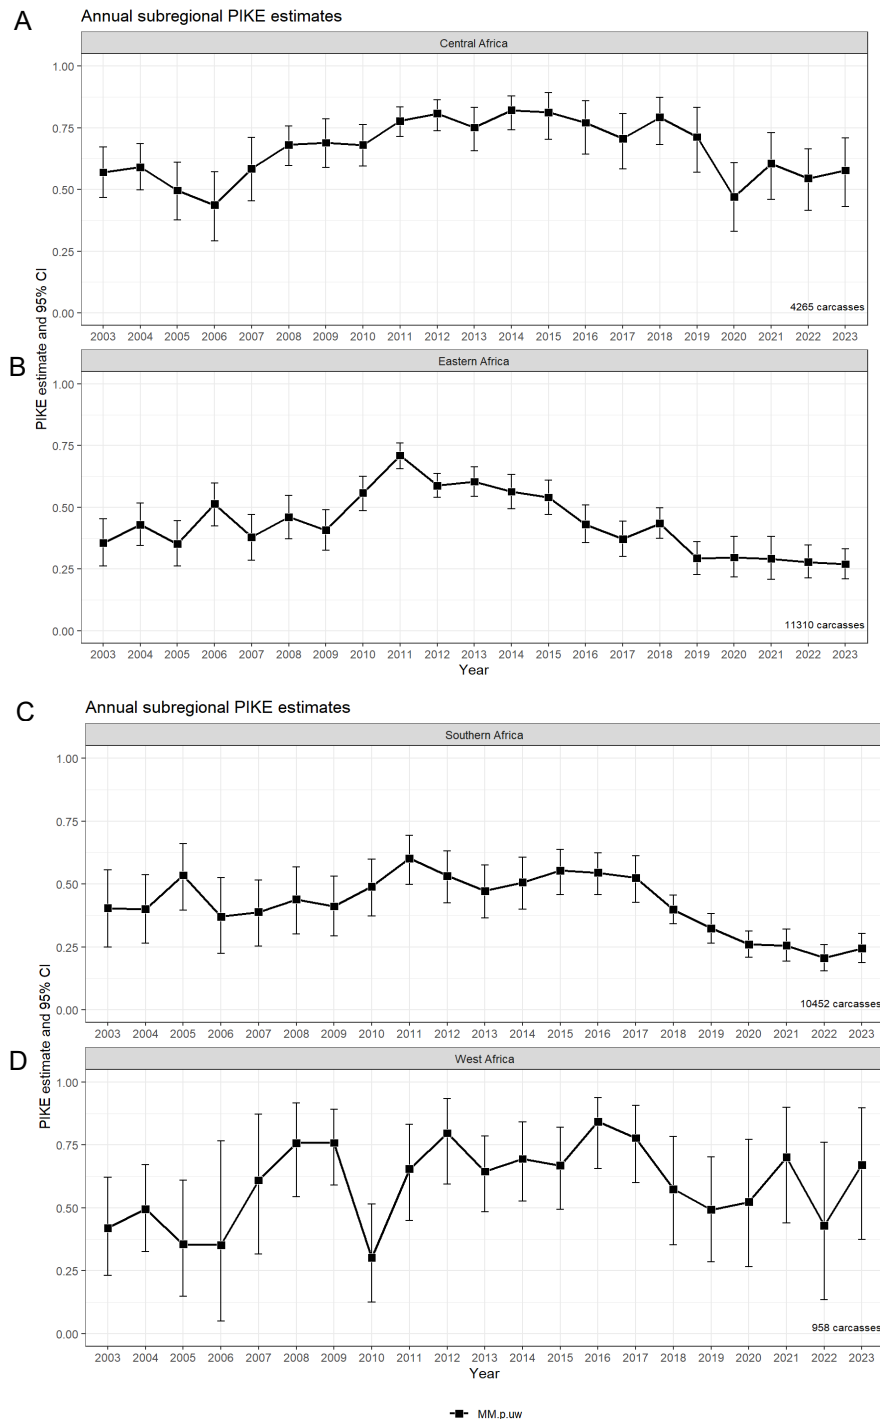 A
Annual subregional PIKE estimates
Central Africa
1.00
0.75
0.50
0.25
0.00
4265 carcasses
2003 2004 2005 2006 2007 2008 2009 2010 2011 2012 2013 2014 2015 2016 2017 2018 2019 2020 2021 2022 2023
PIKE estimate and 95% CI
B
Eastern Africa
1.00
0.75
0.50
0.25
0.00
11310 carcasses
2003 2004 2005 2006 2007 2008 2009 2010 2011 2012 2013 2014 2015 2016 2017 2018 2019 2020 2021 2022 2023
Year
C
Annual subregional PIKE estimates
Southern Africa
1.00
0.75
0.50
0.25
0.00
10452 carcasses
2003 2004 2005 2006 2007 2008 2009 2010 2011 2012 2013 2014 2015 2016 2017 2018 2019 2020 2021 2022 2023
PIKE estimate and 95% CI
D
West Africa
1.00
0.75
0.50
0.25
0.00
958 carcasses
2003 2004 2005 2006 2007 2008 2009 2010 2011 2012 2013 2014 2015 2016 2017 2018 2019 2020 2021 2022 2023
Year
MM.p.uw